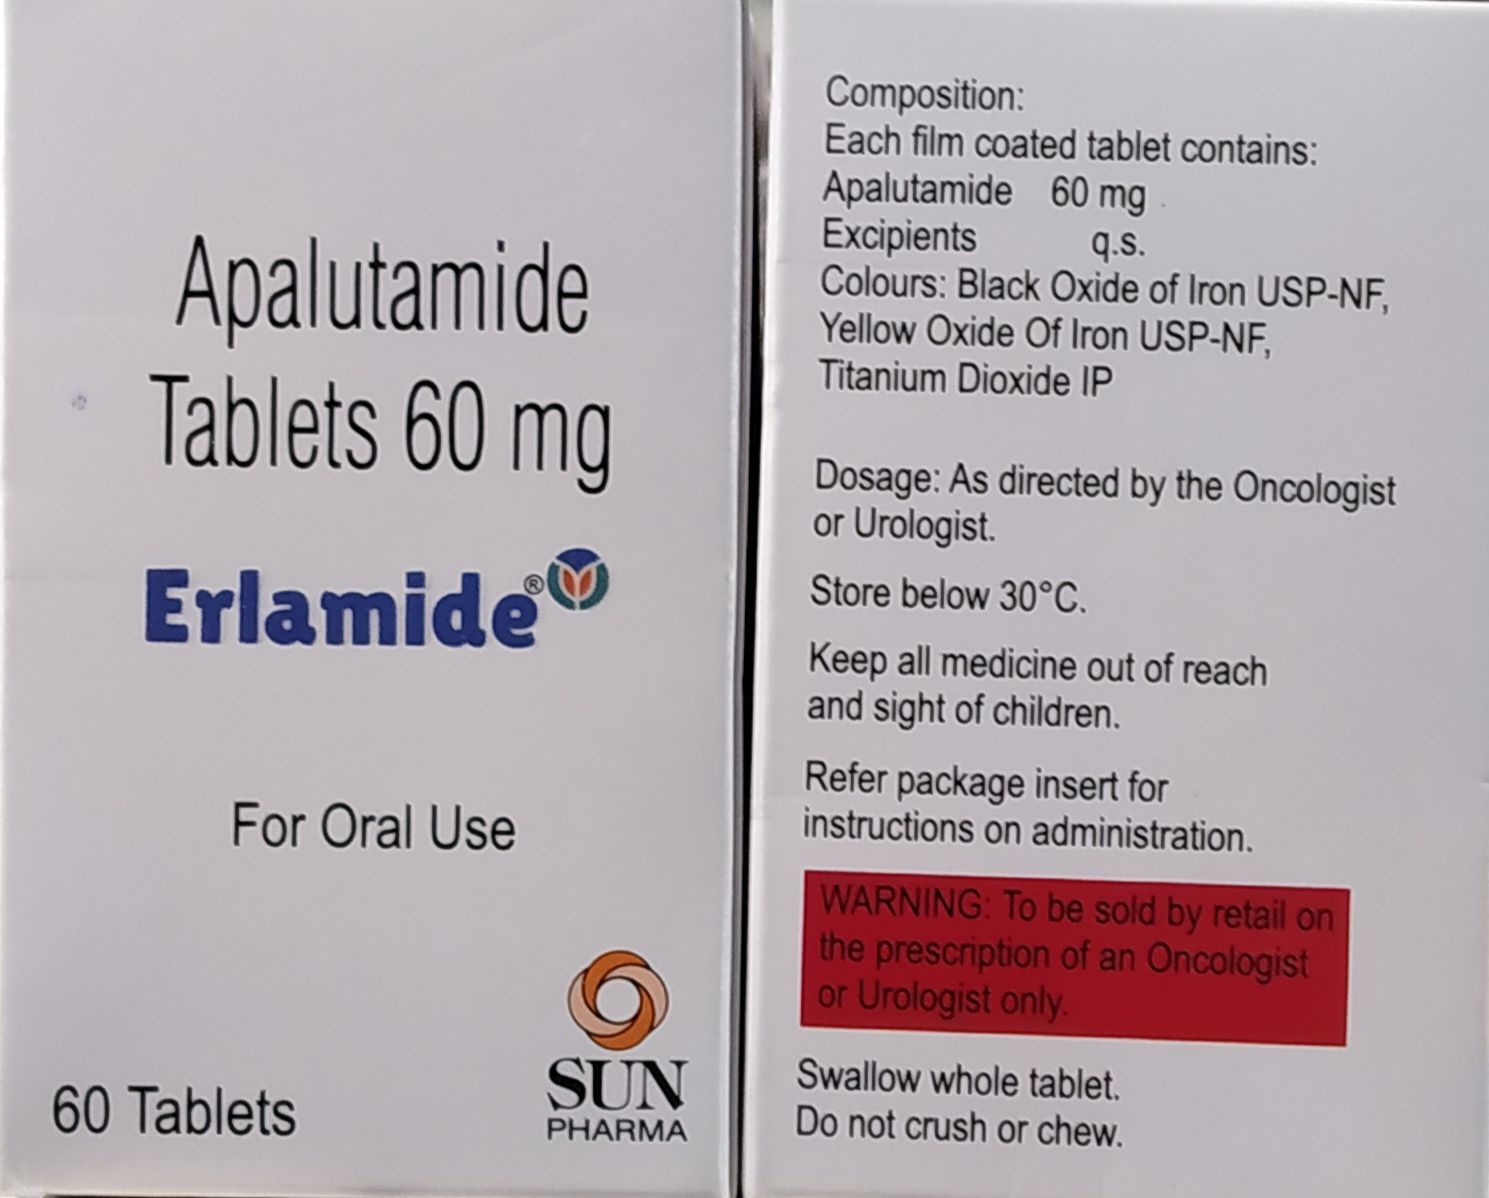 Apalutamide
Tablets 60 mg
Erlamide®
For Oral Use
60 Tablets
SUN
PHARMA
Composition:
Each film coated tablet contains:
Apalutamide 60 mg
Excipients q.s.
Colours: Black Oxide of Iron USP-NF,
Yellow Oxide Of Iron USP-NF,
Titanium Dioxide IP
Dosage: As directed by the Oncologist
or Urologist.
Store below 30°C.
Keep all medicine out of reach
and sight of children.
Refer package insert for
instructions on administration.
WARNING: To be sold by retail on
the prescription of an Oncologist
or Urologist only.
Swallow whole tablet.
Do not crush or chew.